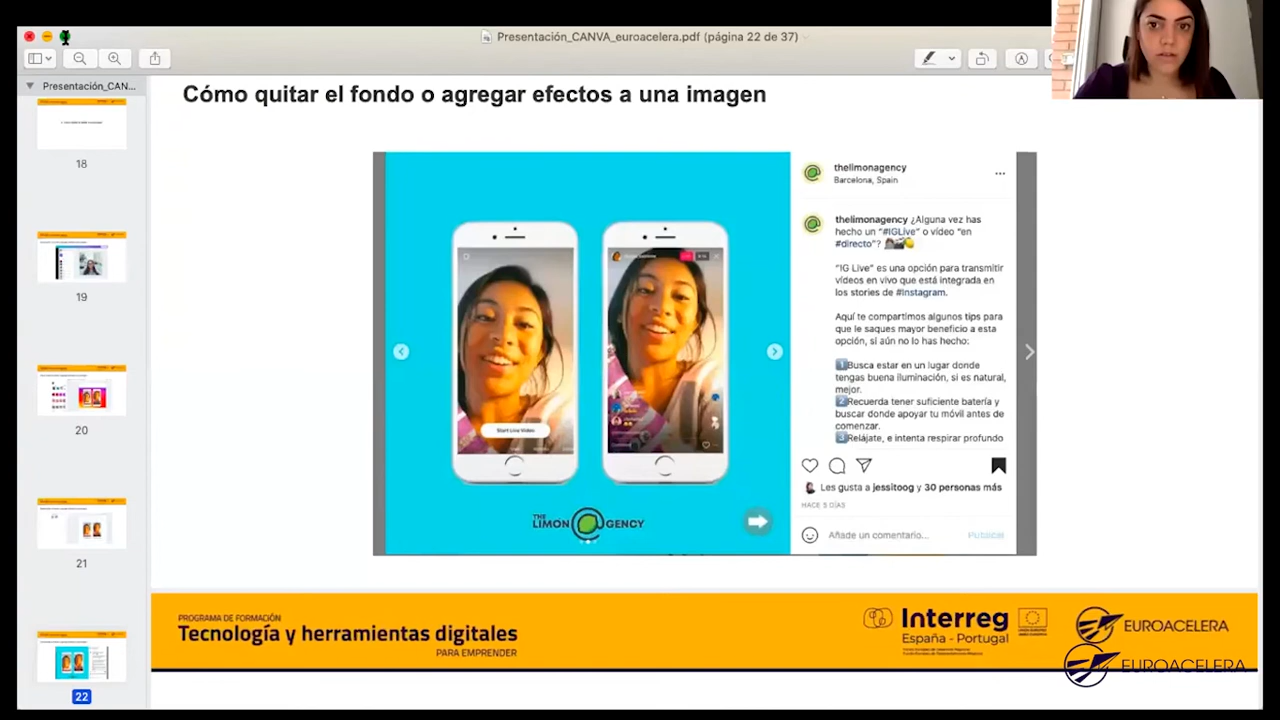 Presentación_CANVA_euroacelera.pdf (página 22 de 37)
Presentación_CAN...
18
19
20
21
22
Cómo quitar el fondo o agregar efectos a una imagen
Start Live Video
THE
LIMON@GENCY
thelimonagency
Barcelona, Spain
thelimonagency ¿Alguna vez has
hecho un “#IGLive” o vídeo “en
#directo”?
“IG Live” es una opción para transmitir
vídeos en vivo que está integrada en
los stories de #Instagram.
Aquí te compartimos algunos tips para
que le saques mayor beneficio a esta
opción, si aún no lo has hecho:
1 Busca estar en un lugar donde
tengas buena iluminación, si es natural,
mejor.
2 Recuerda tener suficiente batería y
buscar donde apoyar tu móvil antes de
comenzar.
3 Relájate, e intenta respirar profundo
Les gusta a jessitoog y 30 personas más
HACE 5 DÍAS
Añade un comentario...
Publicar
PROGRAMA DE FORMACIÓN
Tecnología y herramientas digitales
PARA EMPRENDER
Interreg
España - Portugal
EUROACELERA
EUROACELERA